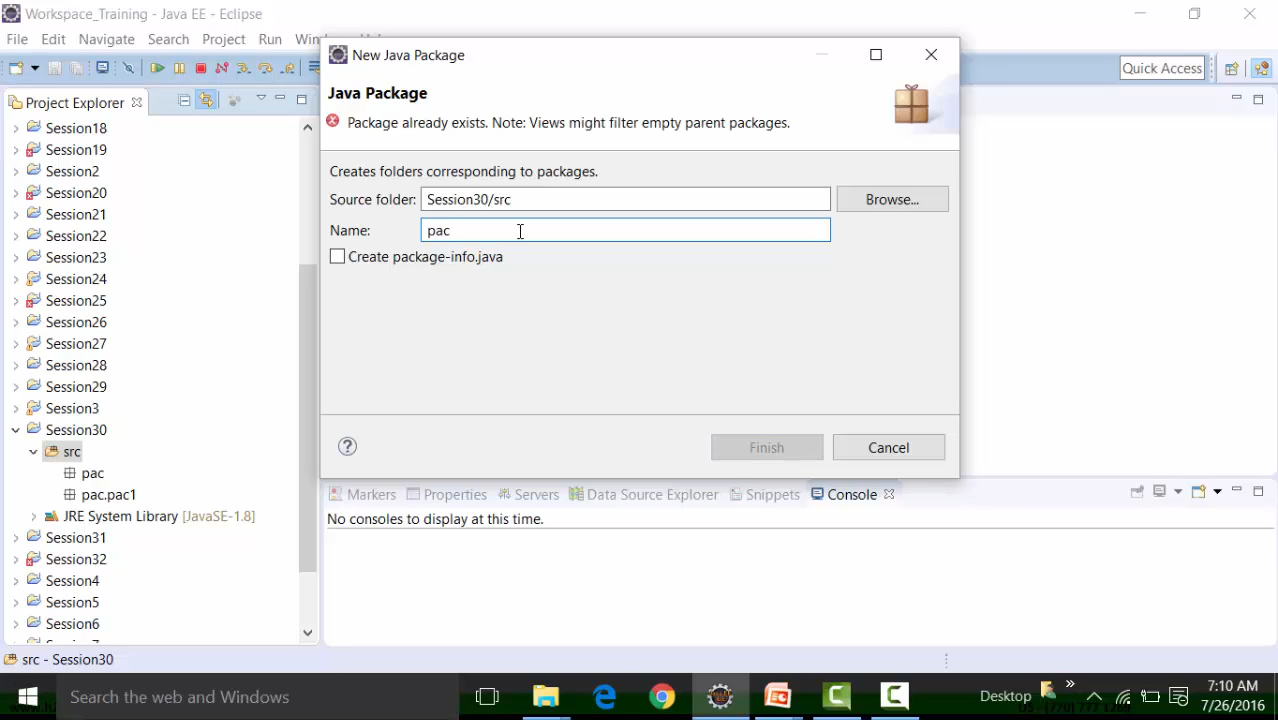 Workspace_Training - Java EE - Eclipse
File Edit Navigate Search Project Run
Quick Access
Project Explorer
Session18
Session19
Session2
Session20
Session21
Session22
Session23
Session24
Session25
Session26
Session27
Session28
Session29
Session3
Session30
src
pac
pac.pac1
JRE System Library [JavaSE-1.8]
Session31
Session32
Session4
Session5
Session6
src - Session30
New Java Package
Java Package
Package already exists. Note: Views might filter empty parent packages.
Creates folders corresponding to packages.
Source folder: Session30/src Browse...
Name: pac
Create package-info.java
Finish Cancel
Markers Properties Servers Data Source Explorer Snippets Console
No consoles to display at this time.
Search the web and Windows
Desktop
7:10 AM
7/26/2016